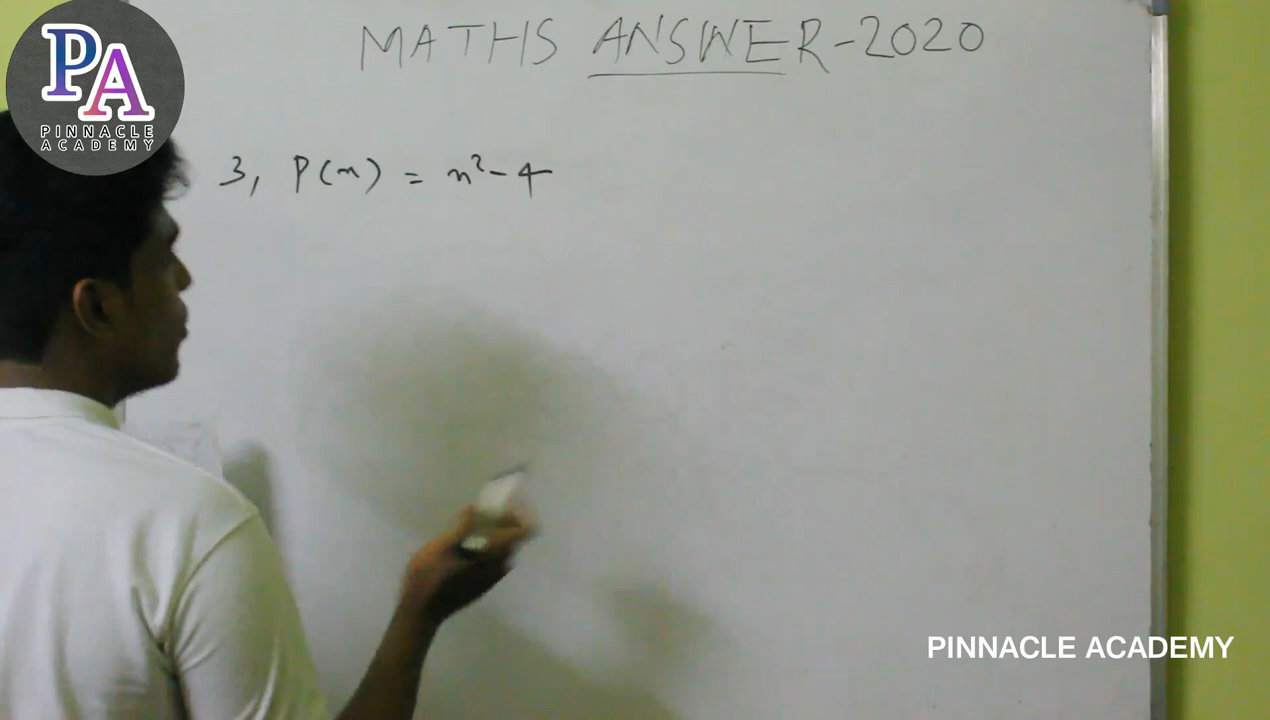 PA
PINNACLE
ACADEMY
MATHS ANSWER-2020
3, P(x) = x²-4
PINNACLE ACADEMY